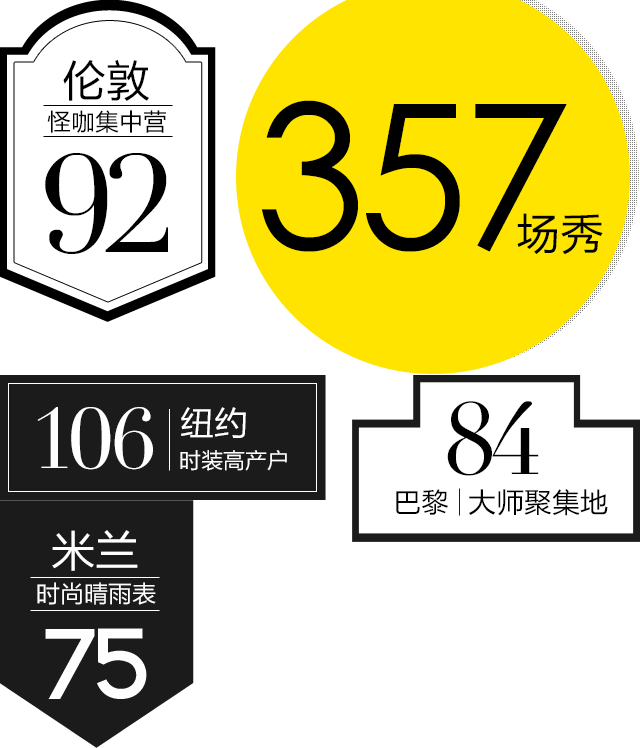 伦敦
怪咖集中营
92
357
场秀
106
纽约
时装高产户
84
巴黎|大师聚集地
米兰
时尚晴雨表
75